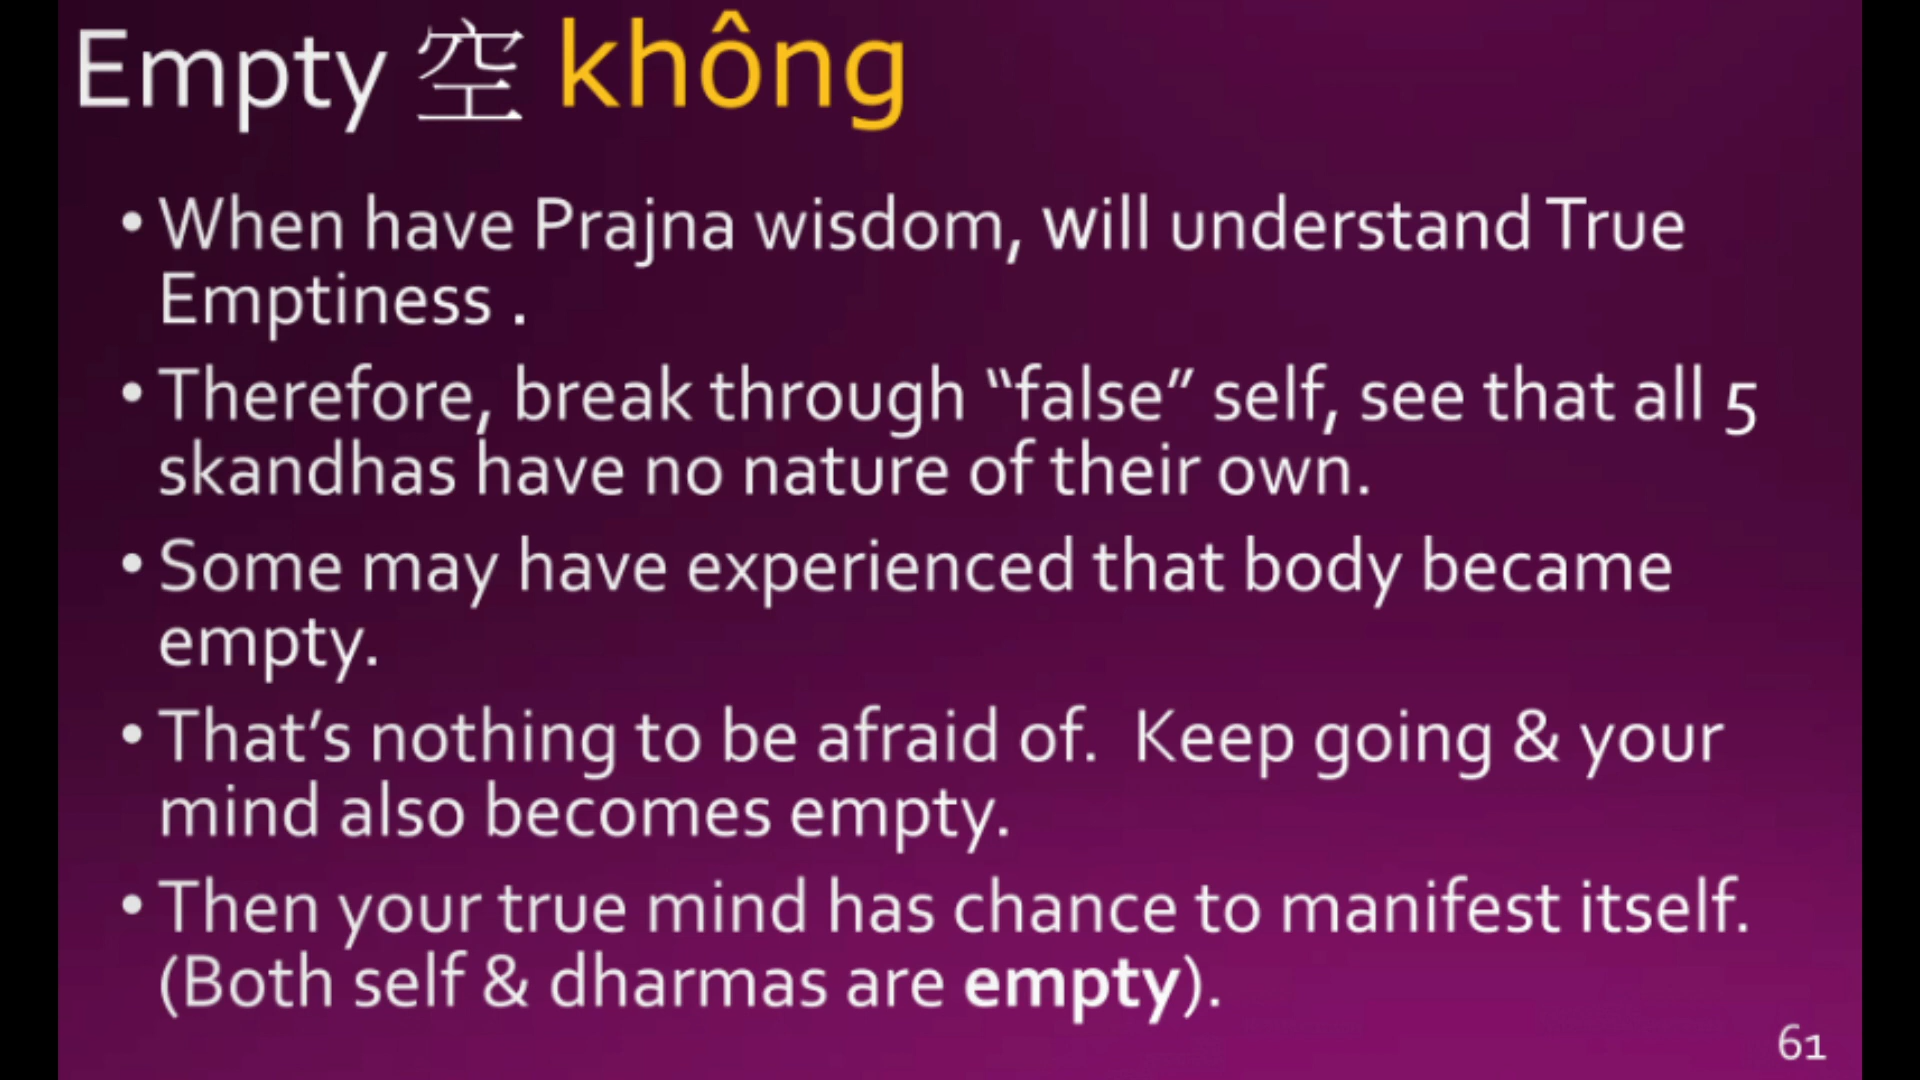 Empty 空 không
• When have Prajna wisdom, will understand True
Emptiness .
• Therefore, break through “false” self, see that all 5
skandhas have no nature of their own.
• Some may have experienced that body became
empty.
• That’s nothing to be afraid of.  Keep going & your
mind also becomes empty.
• Then your true mind has chance to manifest itself.
(Both self & dharmas are empty).
61